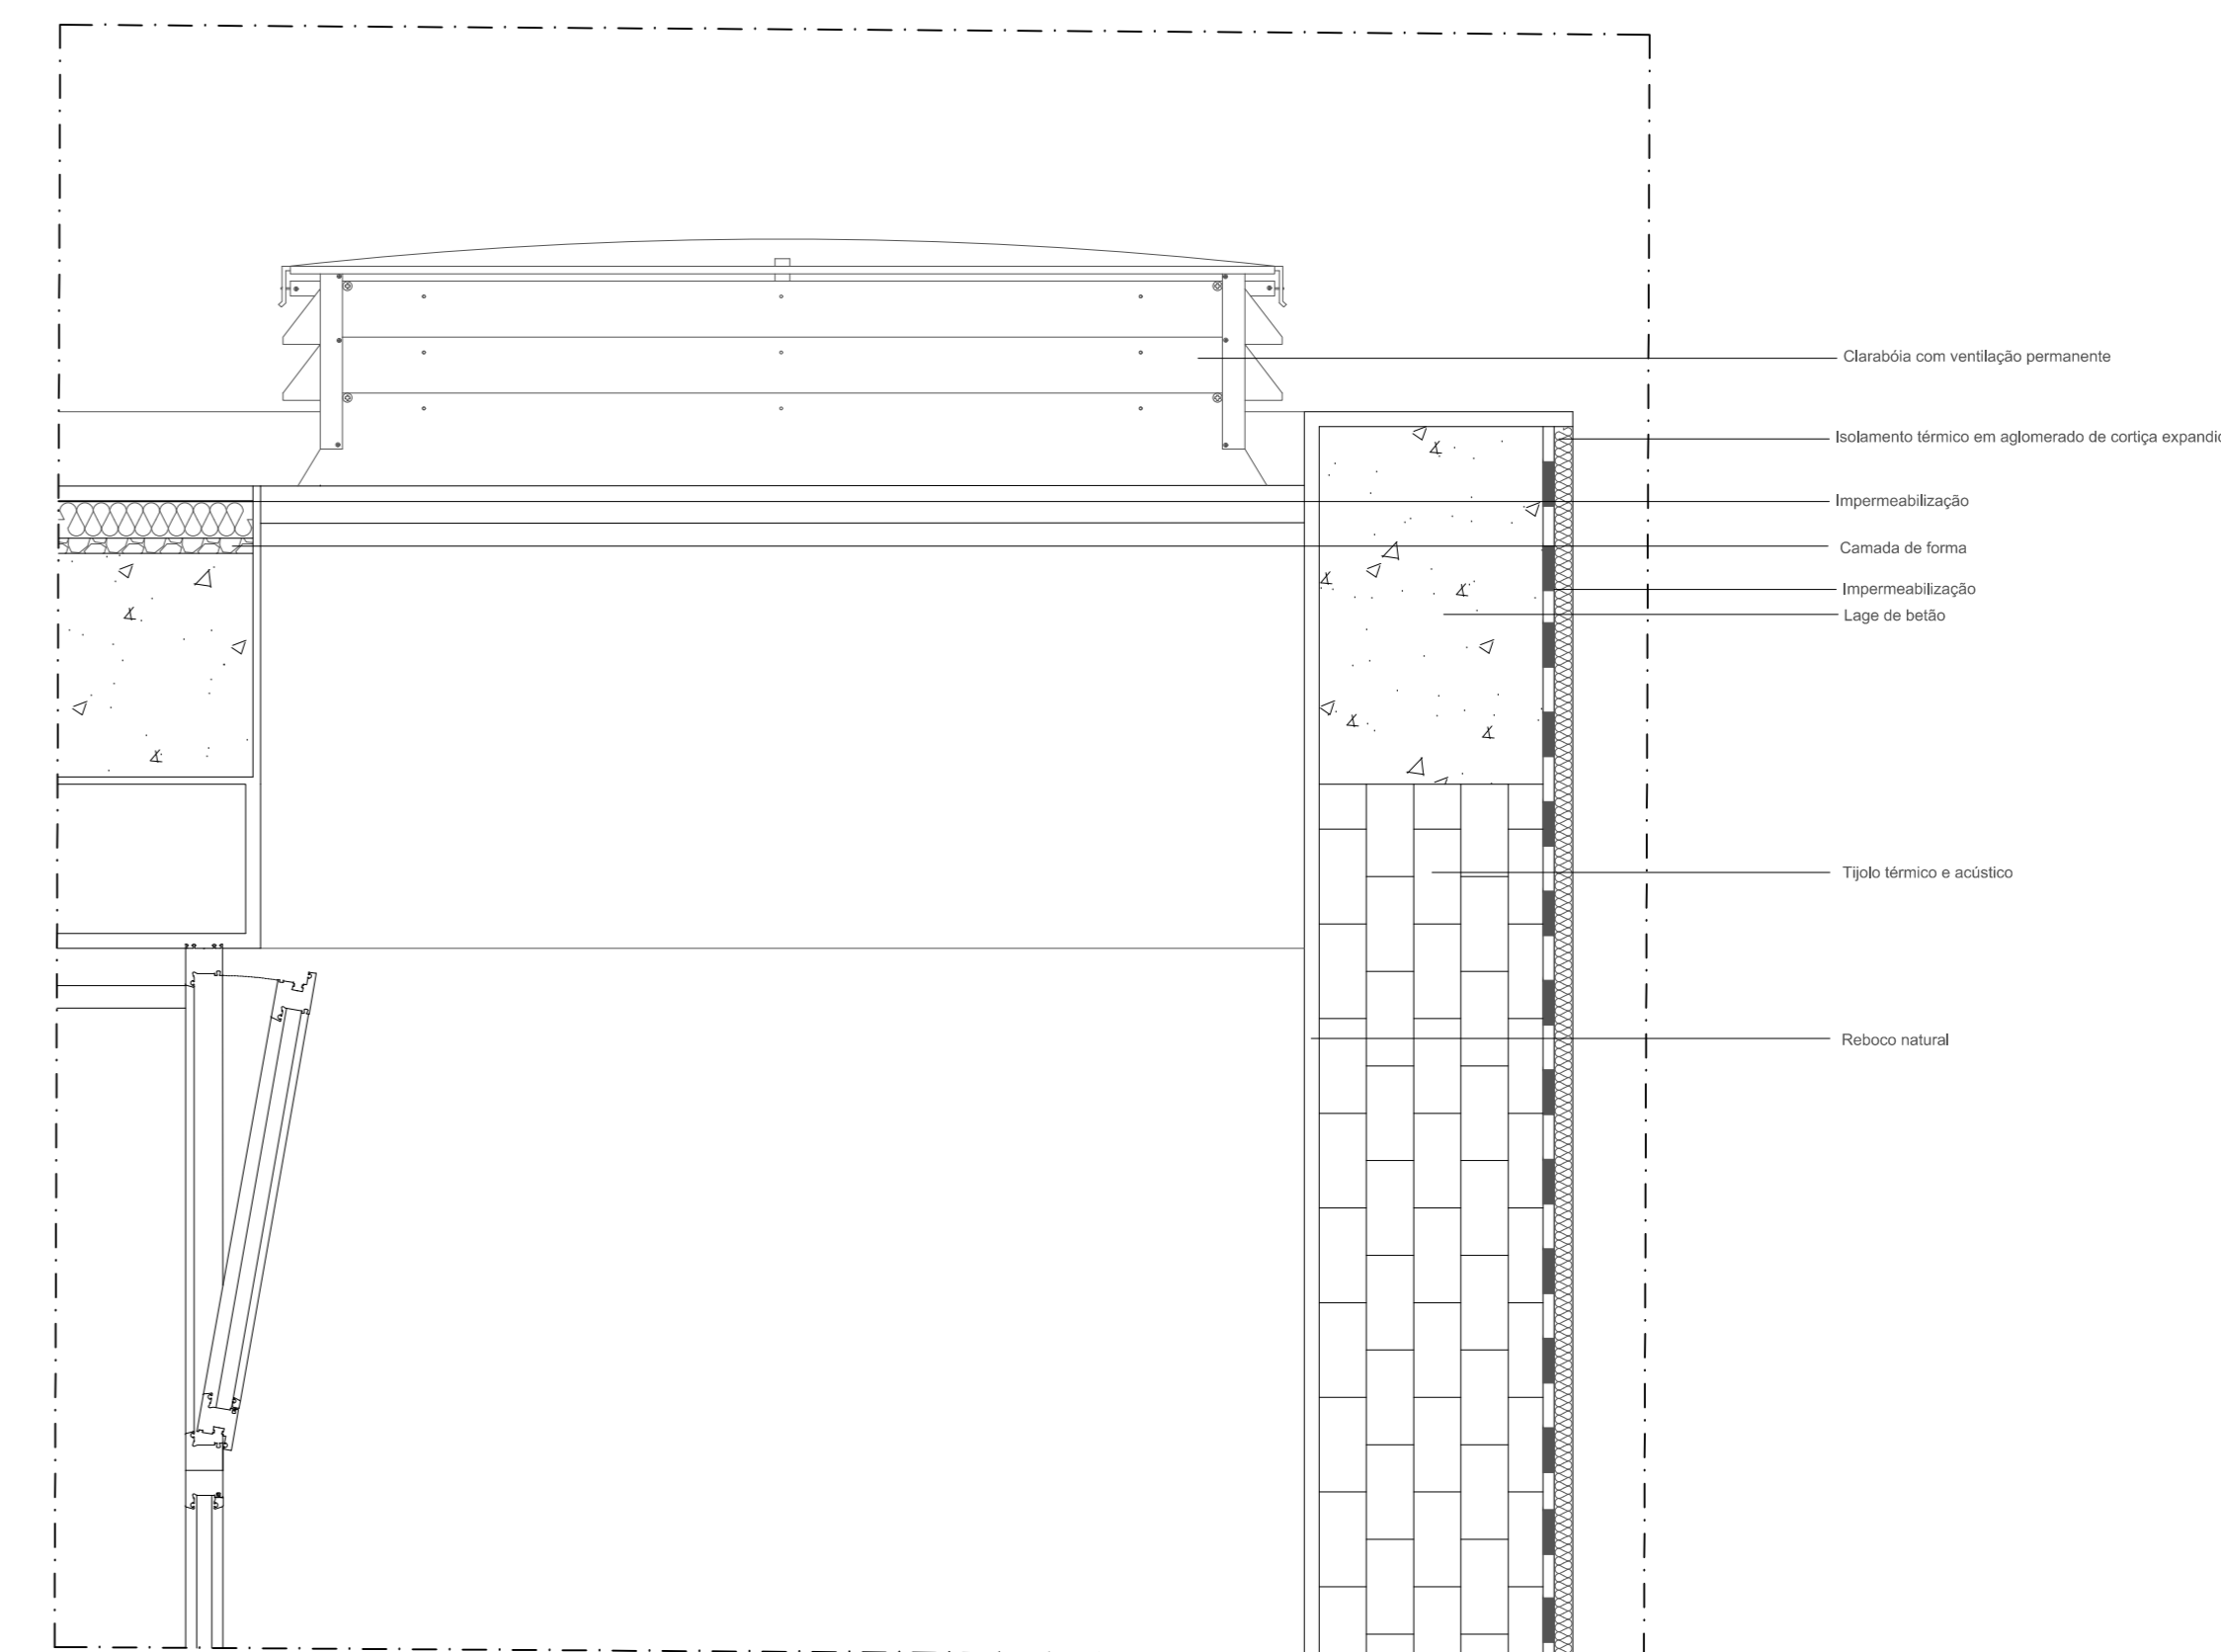 Clarabóia com ventilação permanente
Isolamento térmico em aglomerado de cortiça
Impermeabilização
Camada de forma
Impermeabilização
Lage de betão
Tijolo térmico e acústico
Reboco natural